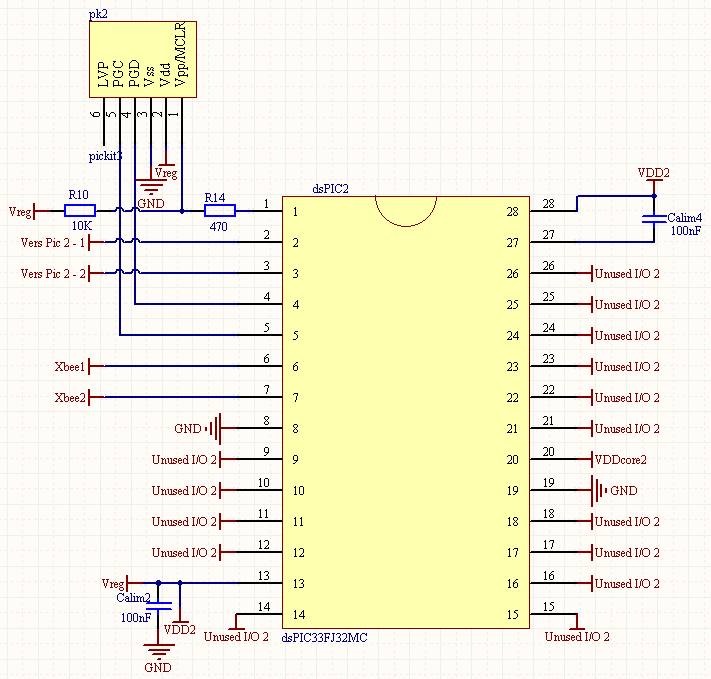 pk2
LVP
PGC
PGD
Vss
Vdd
Vpp/MCLR
6
5
4
3
2
1
pickit3
Vreg
GND
dsPIC2
VDD2
Calim4
100nF
Vreg
R10
10K
R14
470
1
1
28
28
Vers Pic 2 - 1
2
2
27
27
Vers Pic 2 - 2
3
3
26
26
Unused I/O 2
4
4
25
25
Unused I/O 2
5
5
24
24
Unused I/O 2
Xbee1
6
6
23
23
Unused I/O 2
Xbee2
7
7
22
22
Unused I/O 2
GND
8
8
21
21
Unused I/O 2
Unused I/O 2
9
9
20
20
VDDcore2
Unused I/O 2
10
10
19
19
GND
Unused I/O 2
11
11
18
18
Unused I/O 2
Unused I/O 2
12
12
17
17
Unused I/O 2
Vreg
13
13
16
16
Unused I/O 2
Calim2
100nF
VDD2
GND
14
14
15
15
Unused I/O 2
Unused I/O 2
dsPIC33FJ32MC